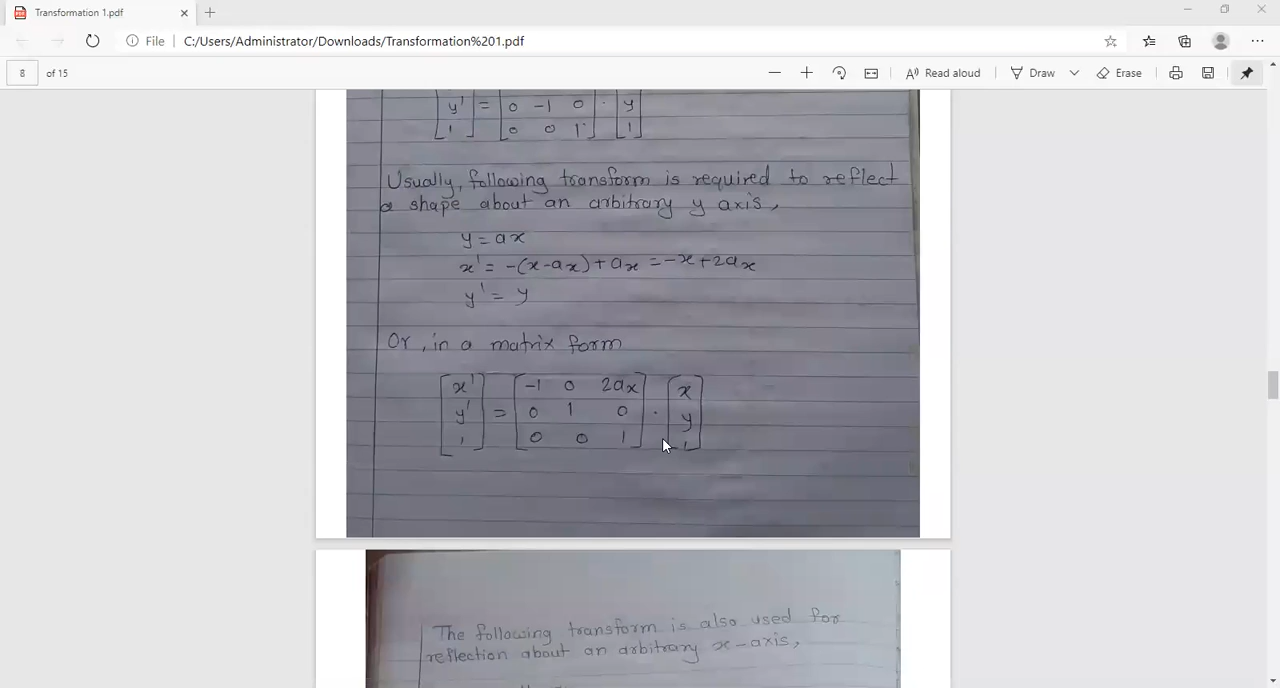 Transformation 1.pdf
File
C:/Users/Administrator/Downloads/Transformation%201.pdf
8 of 15
Read aloud
Draw
Erase
[y' = [0 -1 0 . [y
1] 0 0 1] 1]
Usually, following transform is required to reflect
a shape about an arbitrary y axis,
y = ax
x' = -(x-ax) + ax = -x + 2ax
y' = y
Or, in a matrix form
[x' [-1 0 2ax [x
y' = 0 1 0 . y
1] 0 0 1] 1]
The following transform is also used for
reflection about an arbitrary x-axis,